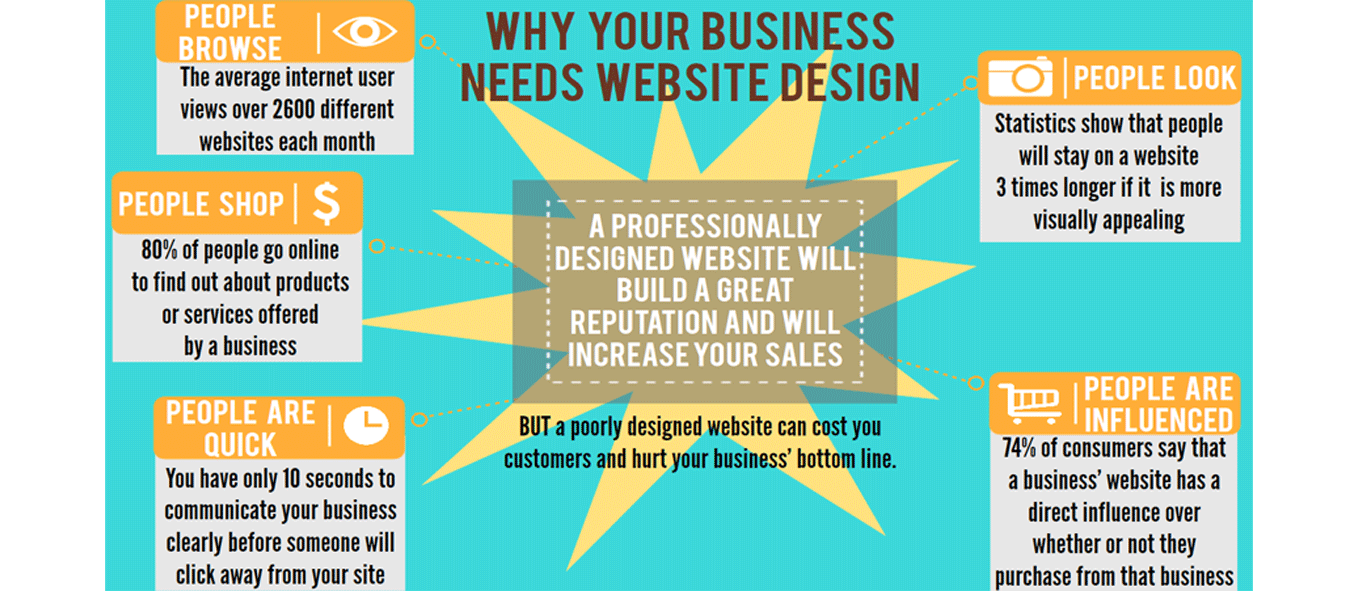 WHY YOUR BUSINESS
NEEDS WEBSITE DESIGN
PEOPLE
BROWSE
The average internet user
views over 2600 different
websites each month
PEOPLE SHOP
$
80% of people go online
to find out about products
or services offered
by a business
PEOPLE ARE
QUICK
You have only 10 seconds to
communicate your business
clearly before someone will
click away from your site
A PROFESSIONALLY
DESIGNED WEBSITE WILL
BUILD A GREAT
REPUTATION AND WILL
INCREASE YOUR SALES
BUT a poorly designed website can cost you
customers and hurt your business’ bottom line.
PEOPLE LOOK
Statistics show that people
will stay on a website
3 times longer if it is more
visually appealing
PEOPLE ARE
INFLUENCED
74% of consumers say that
a business’ website has a
direct influence over
whether or not they
purchase from that business